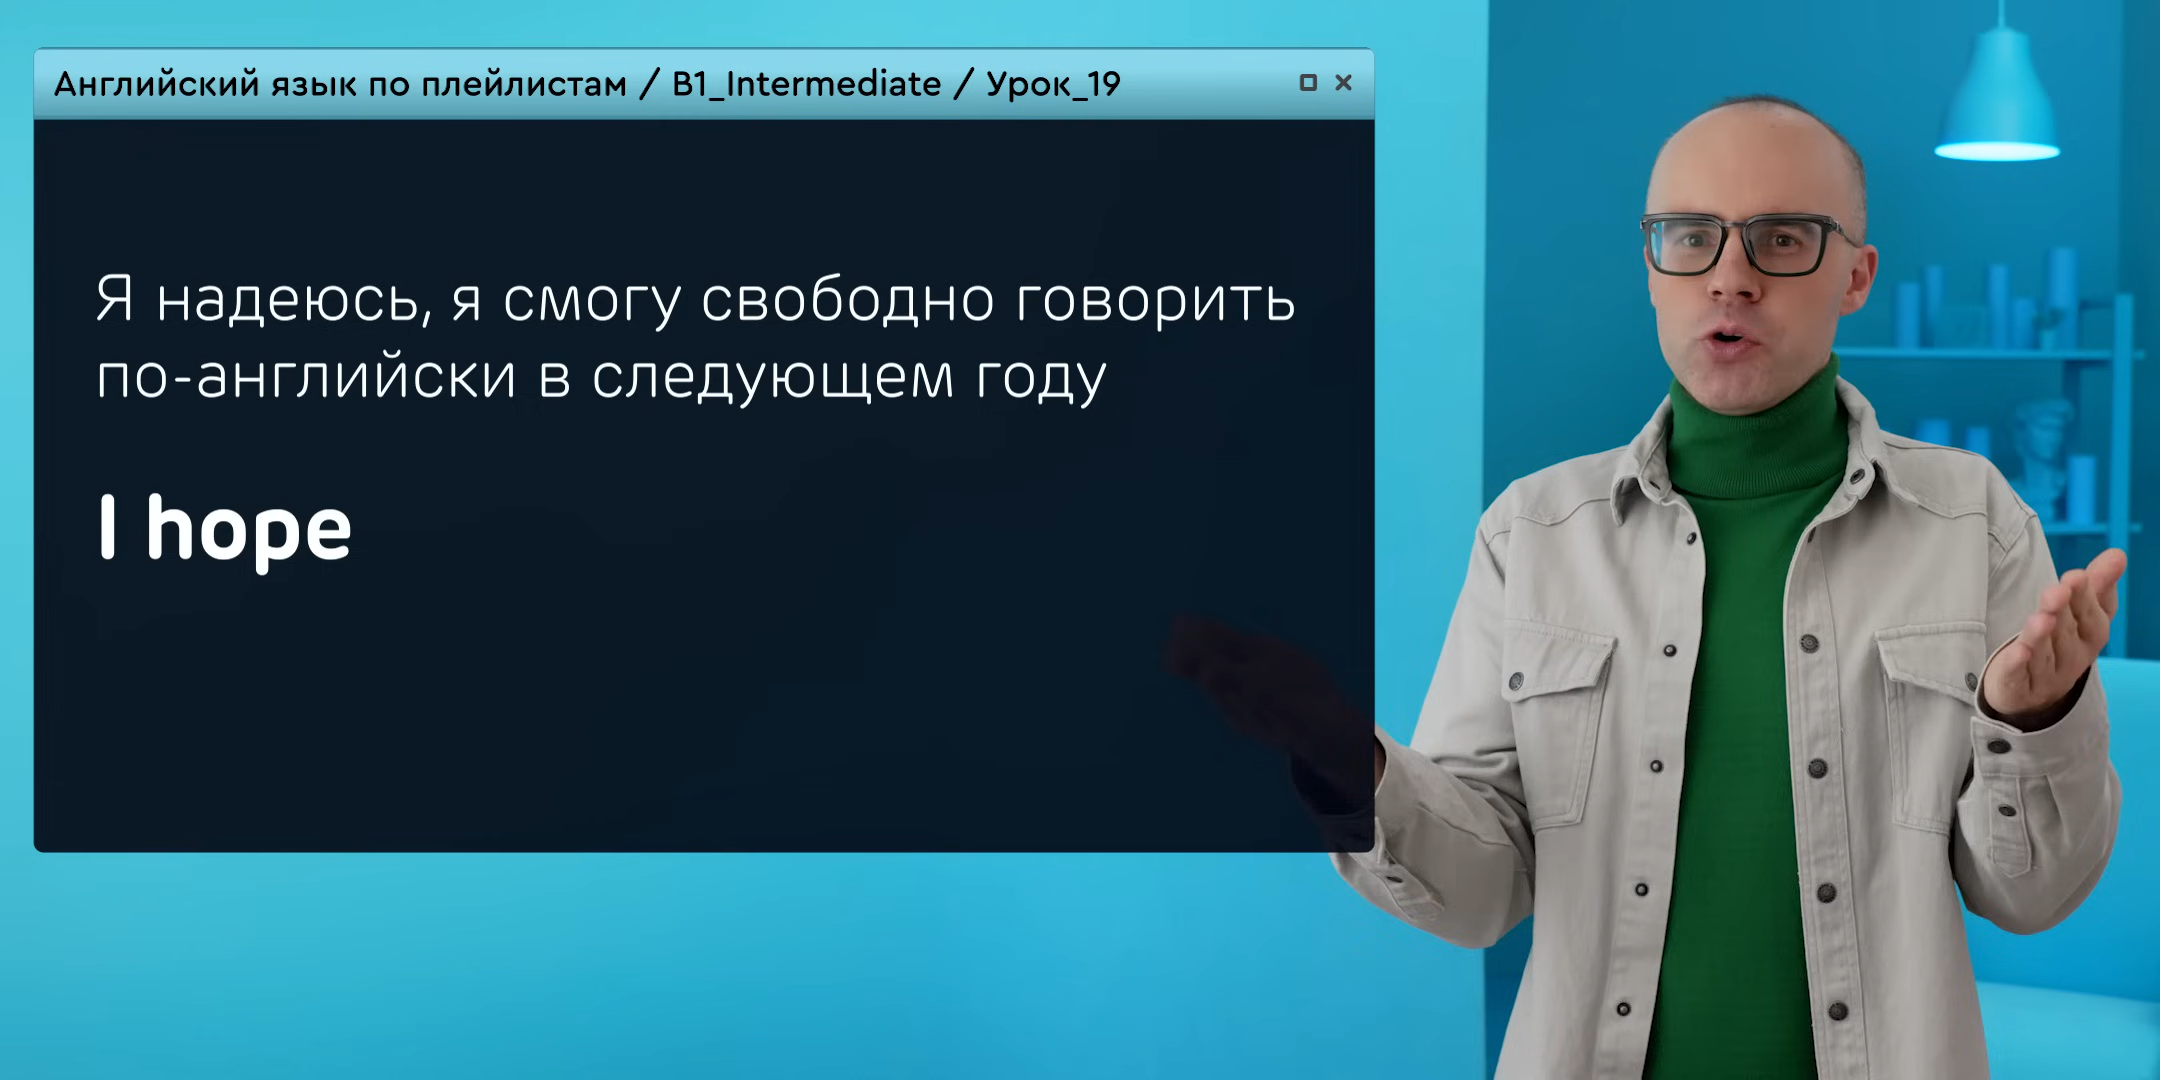 Английский язык по плейлистам / B1_Intermediate / Урок_19
Я надеюсь, я смогу свободно говорить
по-английски в следующем году
I hope